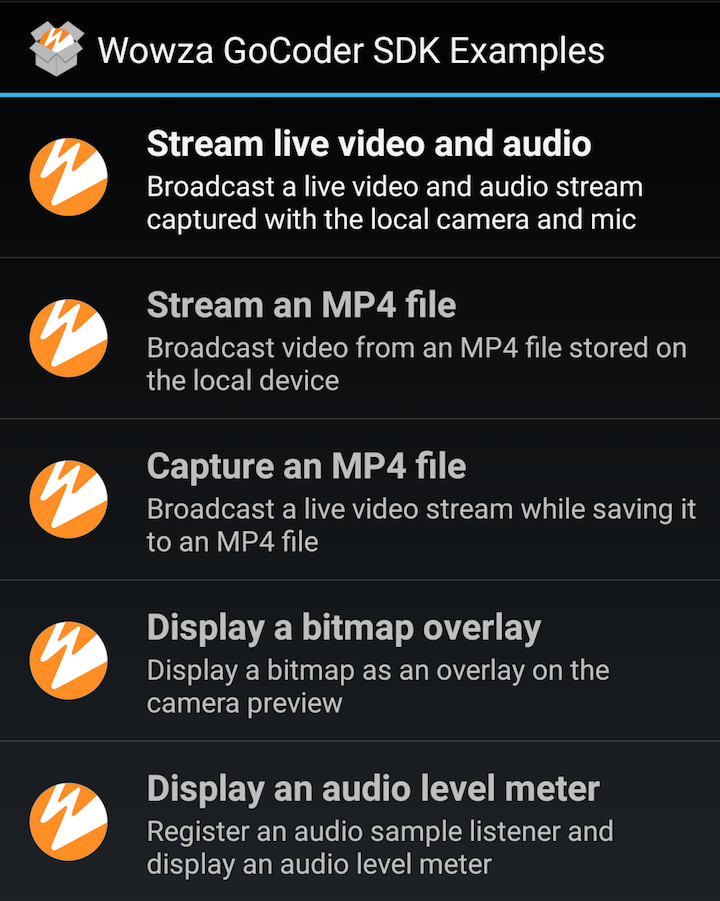 Wowza GoCoder SDK Examples
Stream live video and audio
Broadcast a live video and audio stream
captured with the local camera and mic
Stream an MP4 file
Broadcast video from an MP4 file stored on
the local device
Capture an MP4 file
Broadcast a live video stream while saving it
to an MP4 file
Display a bitmap overlay
Display a bitmap as an overlay on the
camera preview
Display an audio level meter
Register an audio sample listener and
display an audio level meter